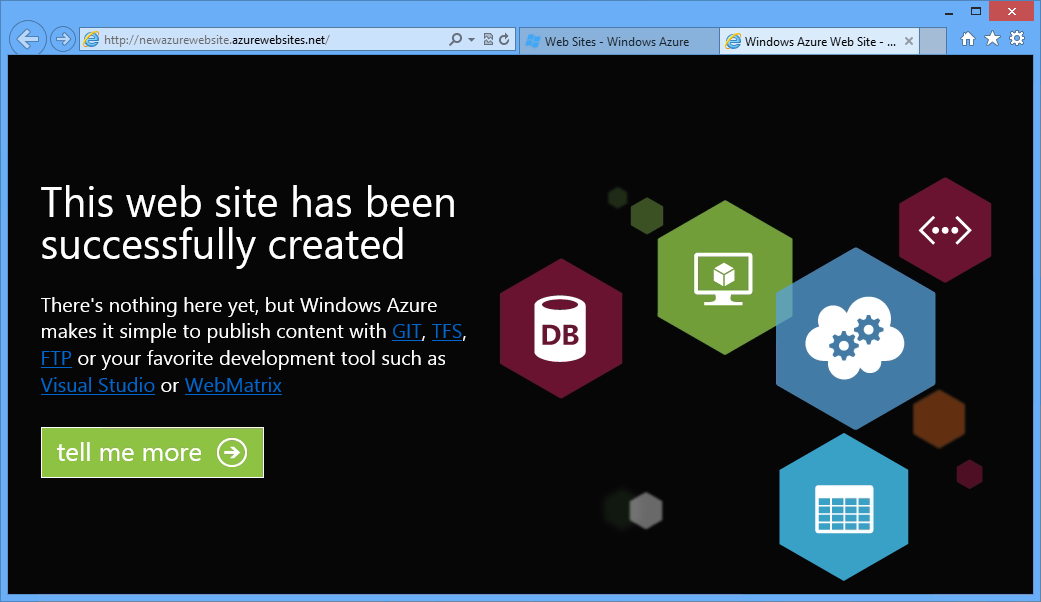 http://newazurewebsite.azurewebsites.net/
Web Sites - Windows Azure
Windows Azure Web Site - ...
This web site has been
successfully created
There's nothing here yet, but Windows Azure
makes it simple to publish content with GIT, TFS,
FTP or your favorite development tool such as
Visual Studio or WebMatrix
tell me more
DB